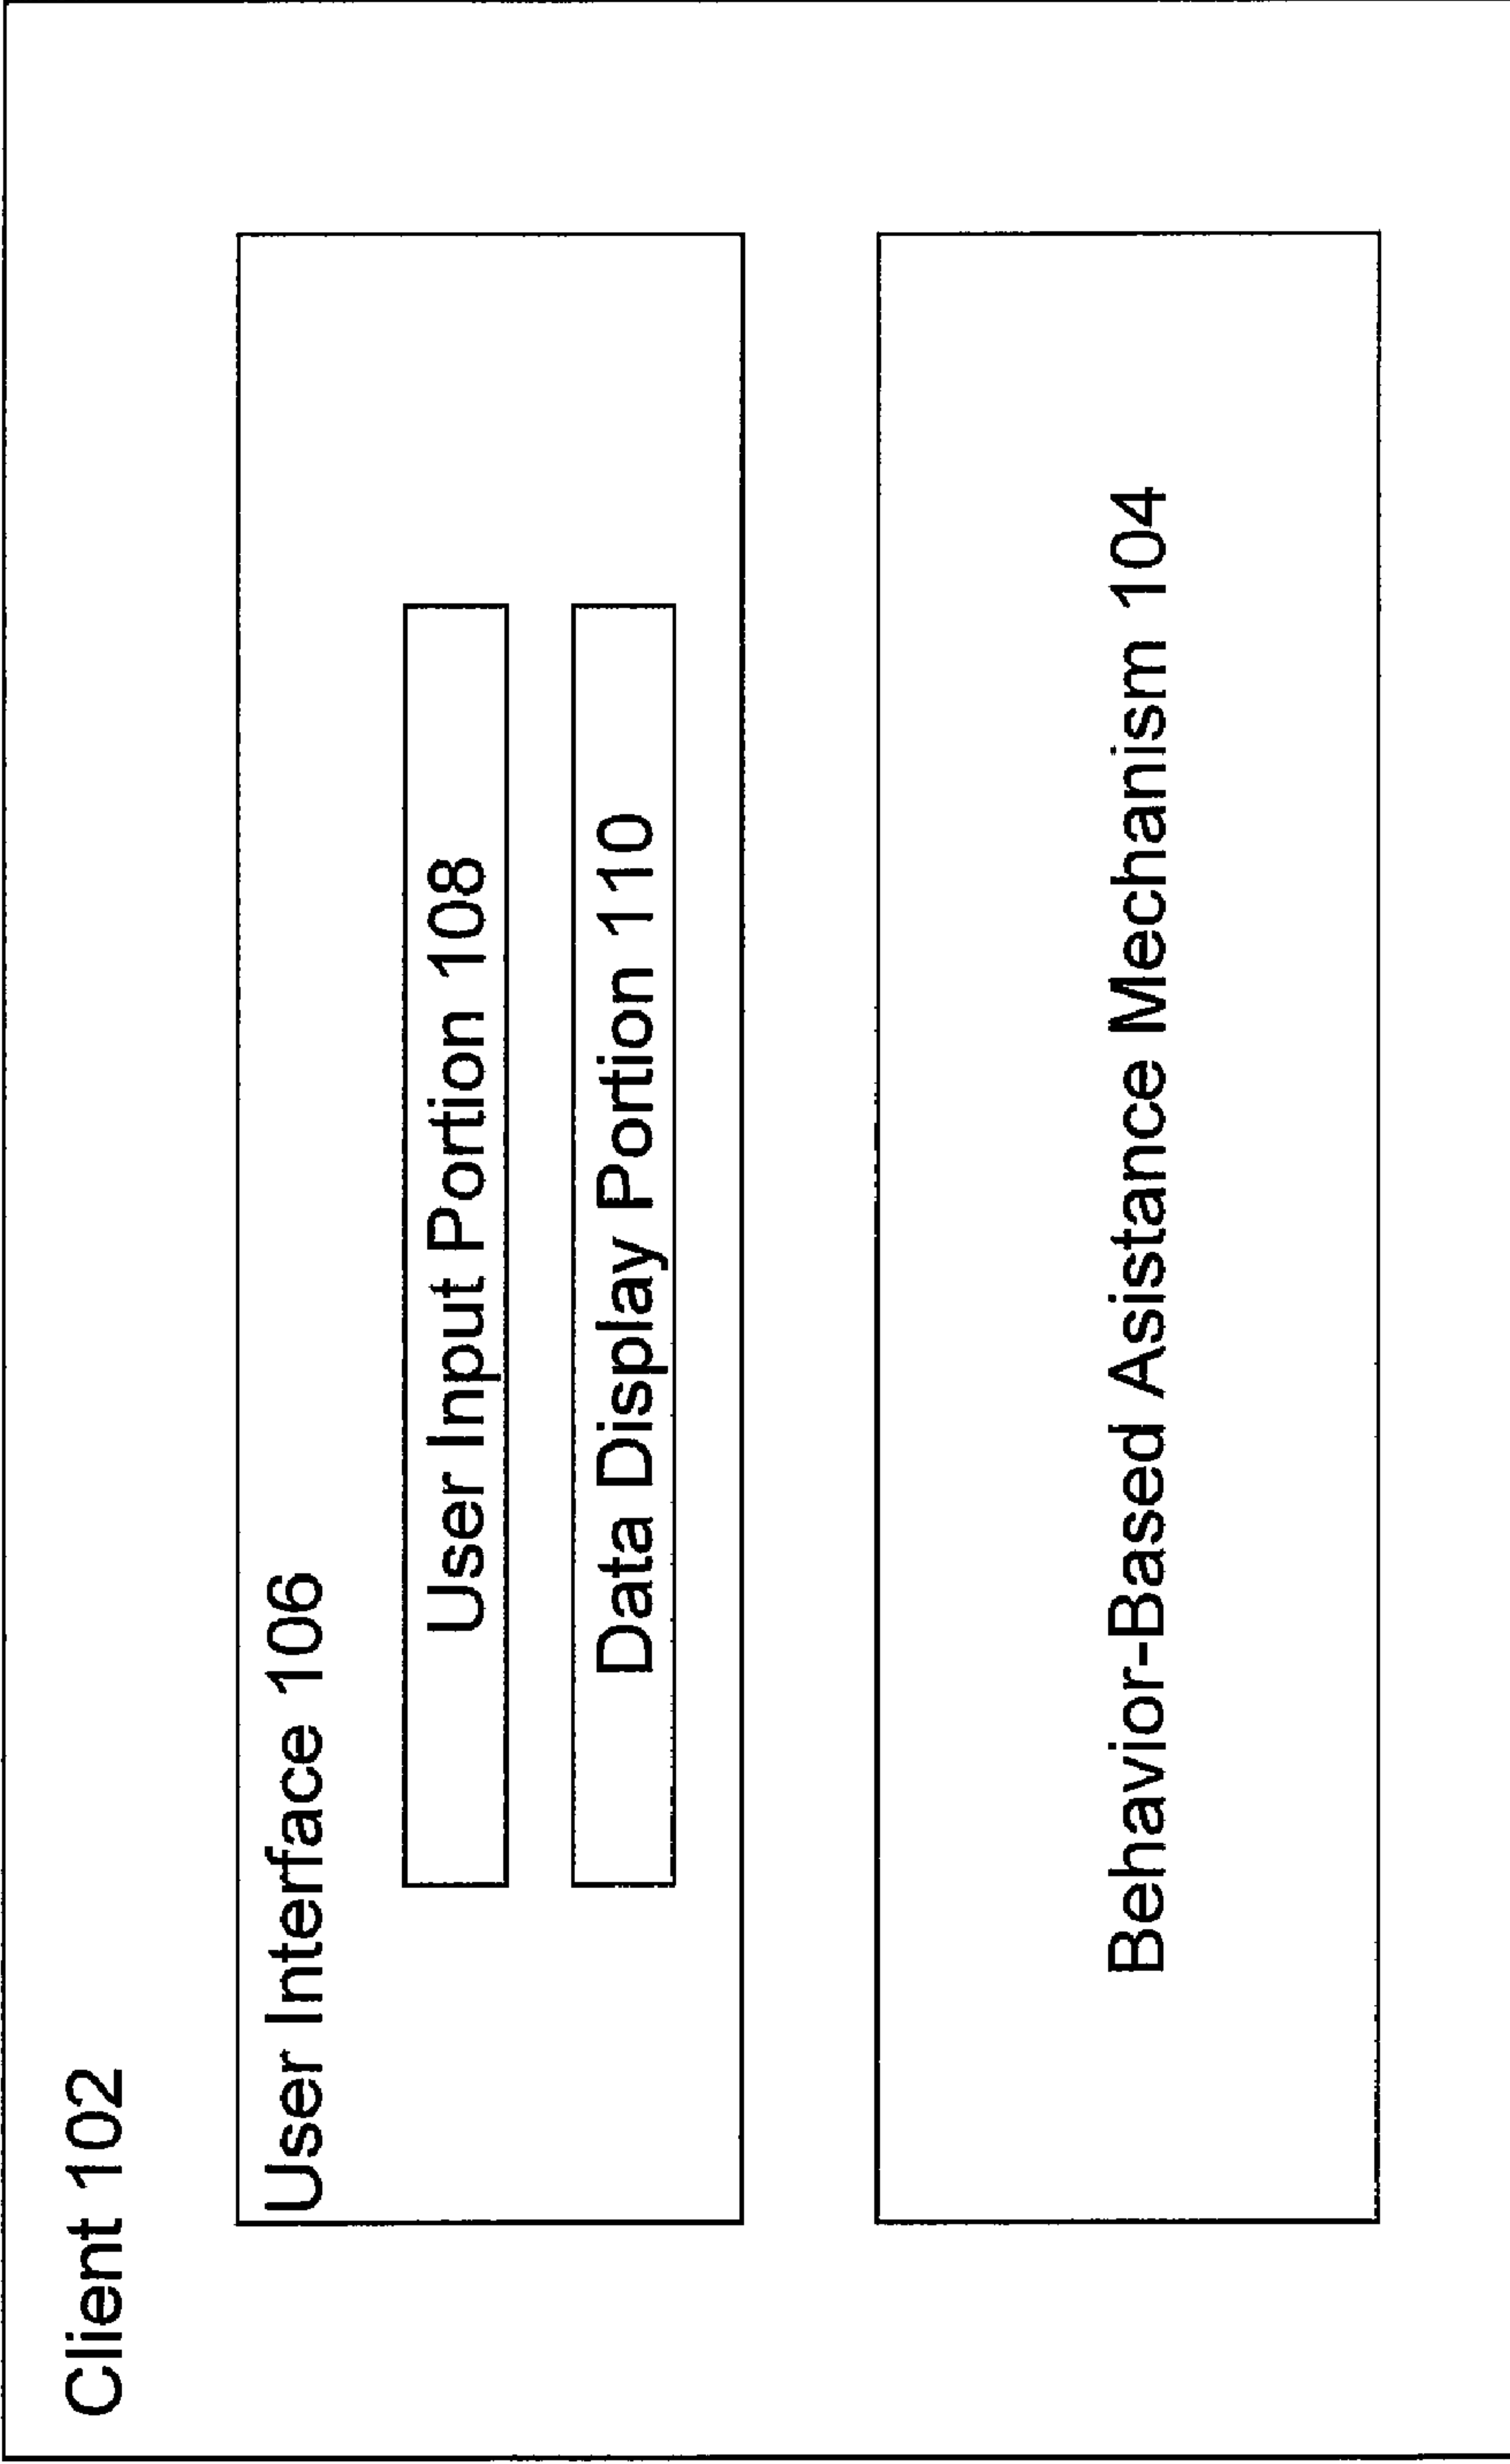 Client 102
User Interface 106
User Input Portion 108
Data Display Portion 110
Behavior-Based Asistance Mechanism 104